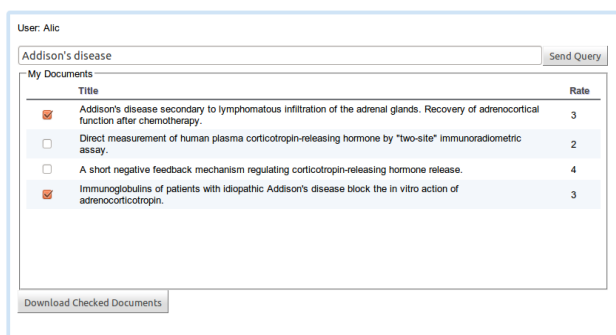 User: Alic
Addison's disease
Send Query
My Documents
Title Rate
Addison's disease secondary to lymphomatous infiltration of the adrenal glands. Recovery of adrenocortical 3
function after chemotherapy.
Direct measurement of human plasma corticotropin-releasing hormone by "two-site" immunoradiometric 2
assay.
A short negative feedback mechanism regulating corticotropin-releasing hormone release. 4
Immunoglobulins of patients with idiopathic Addison's disease block the in vitro action of 3
adrenocorticotropin.
Download Checked Documents